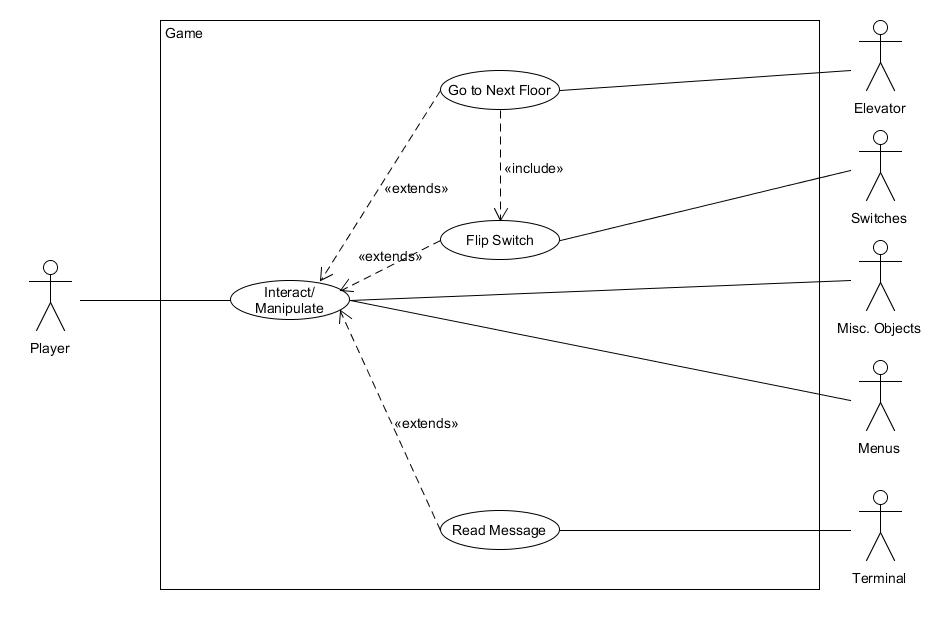 Game
Go to Next Floor
Elevator
«include»
«extends»
Switches
Flip Switch
«extends»
Interact/
Manipulate
Misc. Objects
Player
«extends»
Menus
Read Message
Terminal